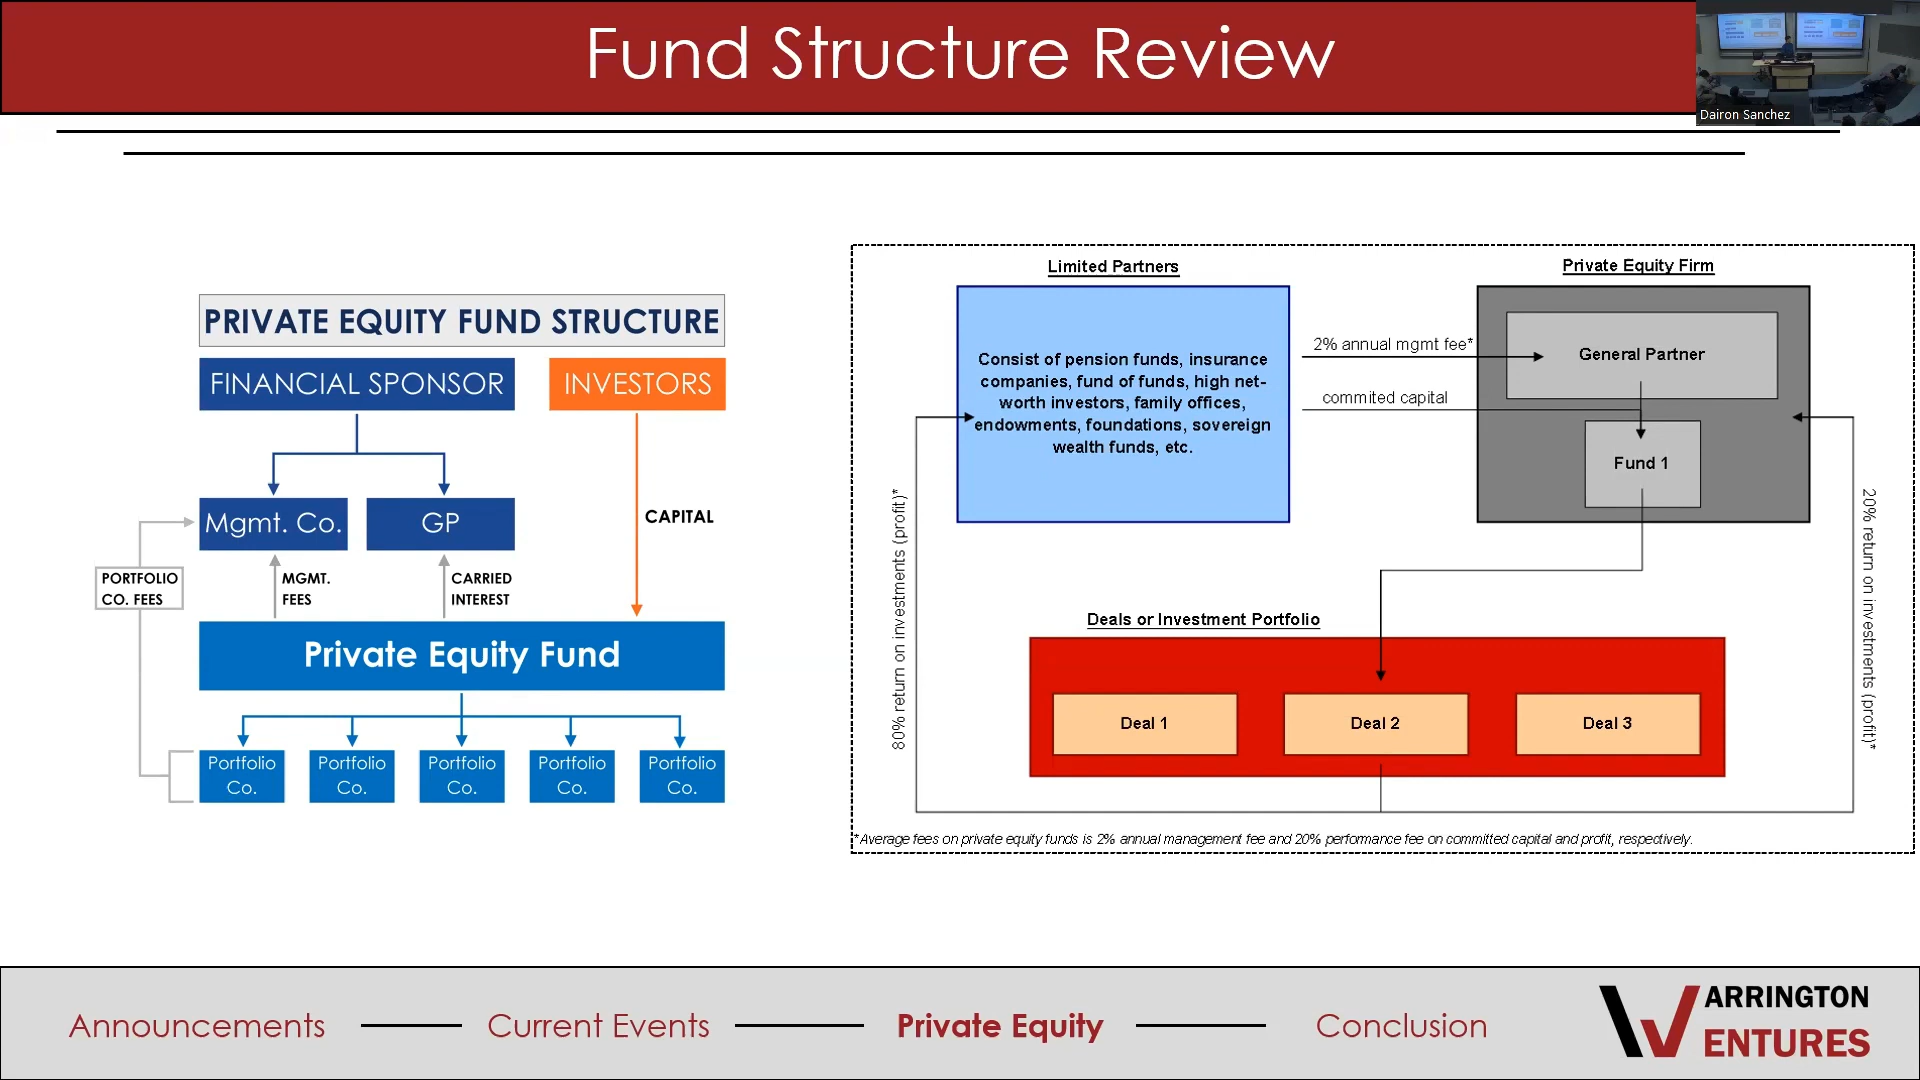 Fund Structure Review
Dairon Sanchez
PRIVATE EQUITY FUND STRUCTURE
FINANCIAL SPONSOR
INVESTORS
Mgmt. Co.
GP
CAPITAL
PORTFOLIO
CO. FEES
MGMT.
FEES
CARRIED
INTEREST
Private Equity Fund
Portfolio
Co.
Portfolio
Co.
Portfolio
Co.
Portfolio
Co.
Portfolio
Co.
Limited Partners
Private Equity Firm
Consist of pension funds, insurance
companies, fund of funds, high net-
worth investors, family offices,
endowments, foundations, sovereign
wealth funds, etc.
2% annual mgmt fee*
commited capital
General Partner
Fund 1
80% return on investments (profit)*
20% return on investments (profit)*
Deals or Investment Portfolio
Deal 1
Deal 2
Deal 3
*Average fees on private equity funds is 2% annual management fee and 20% performance fee on committed capital and profit, respectively.
Announcements
Current Events
Private Equity
Conclusion
WARRINGTON
VENTURES